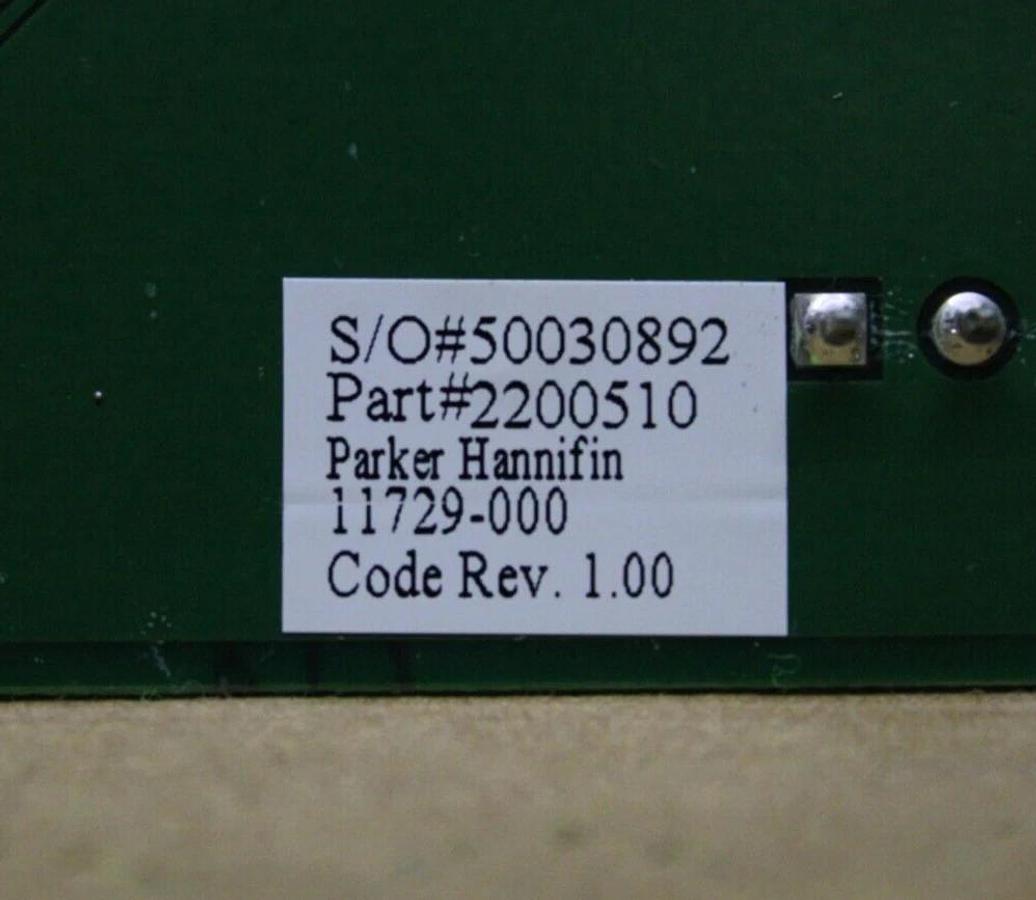 S/O#50030892
Part#2200510
Parker Hannifin
11729-000
Code Rev. 1.00